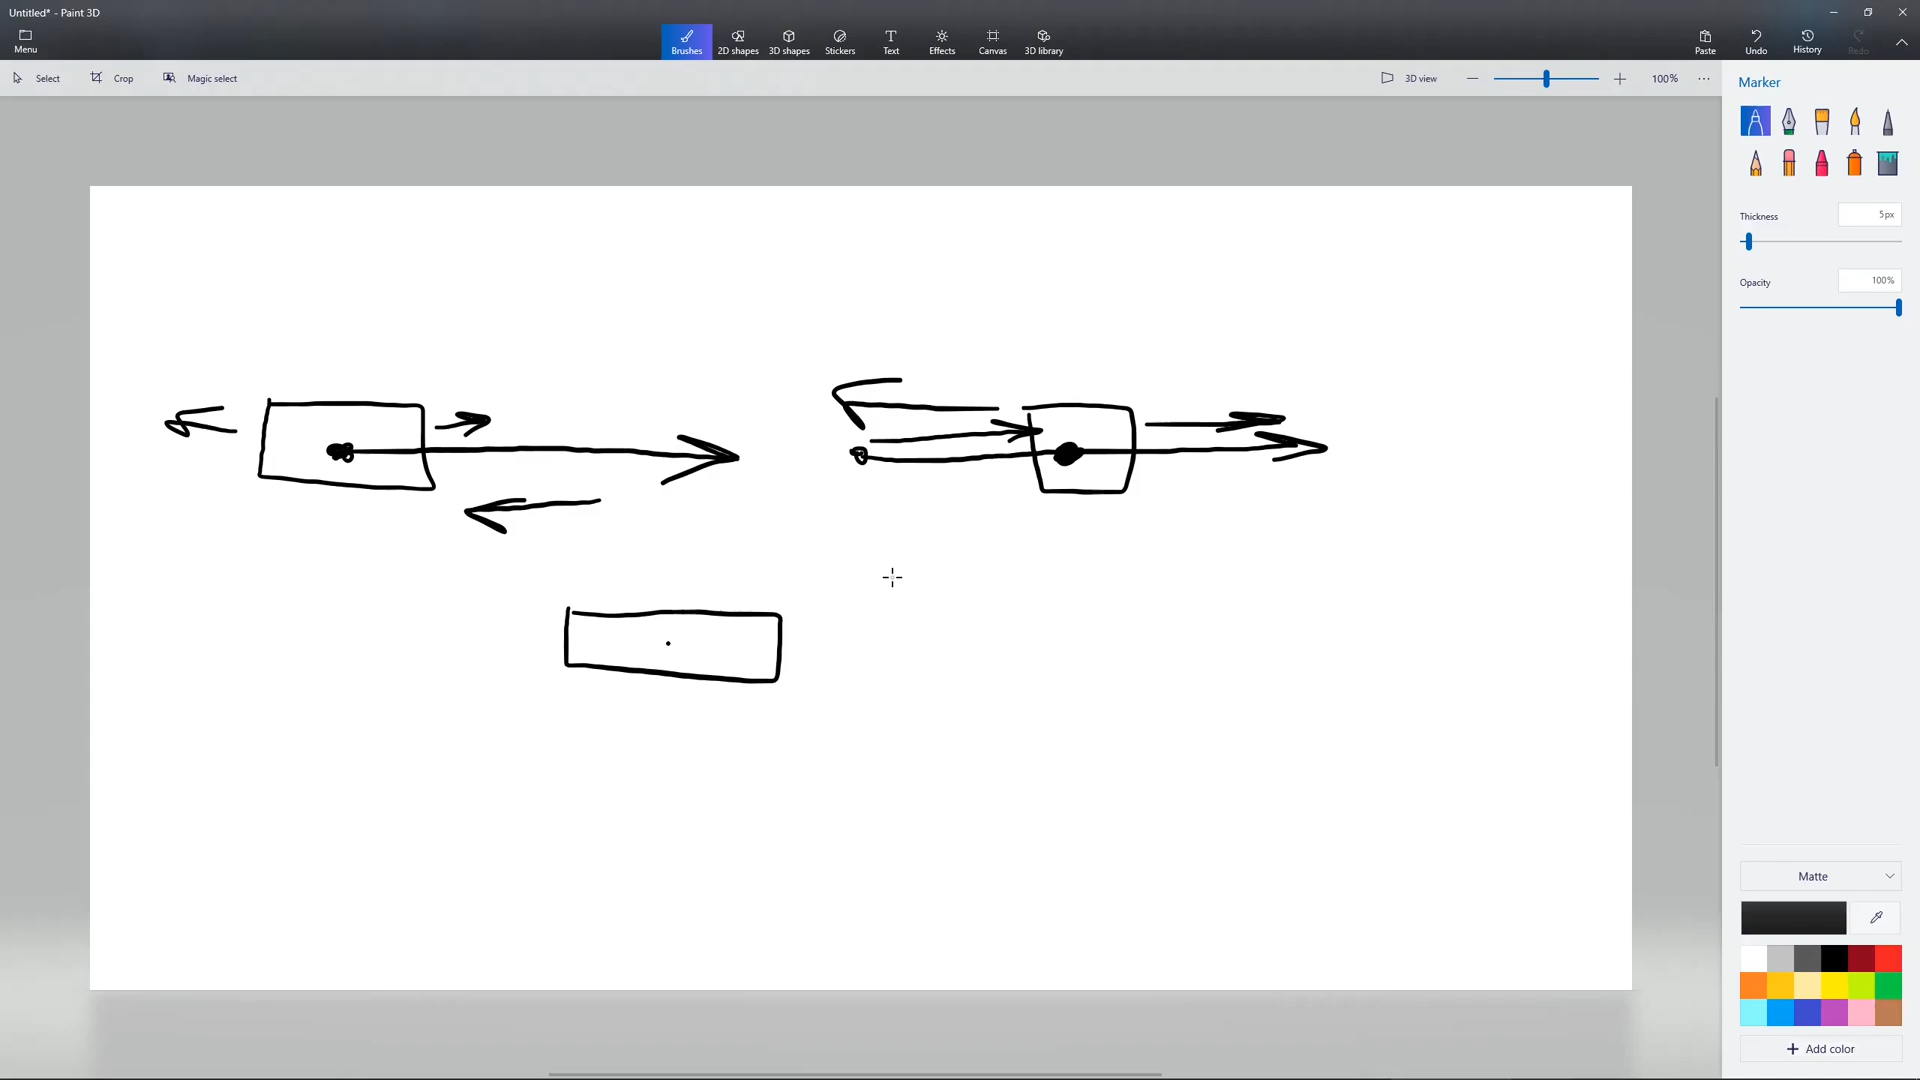 Untitled* - Paint 3D
Menu
Brushes
2D shapes
3D shapes
Stickers
Text
Effects
Canvas
3D library
Paste
Undo
History
Redo
Select
Crop
Magic select
3D view
100%
Marker
Thickness
5px
Opacity
100%
Matte
Add color